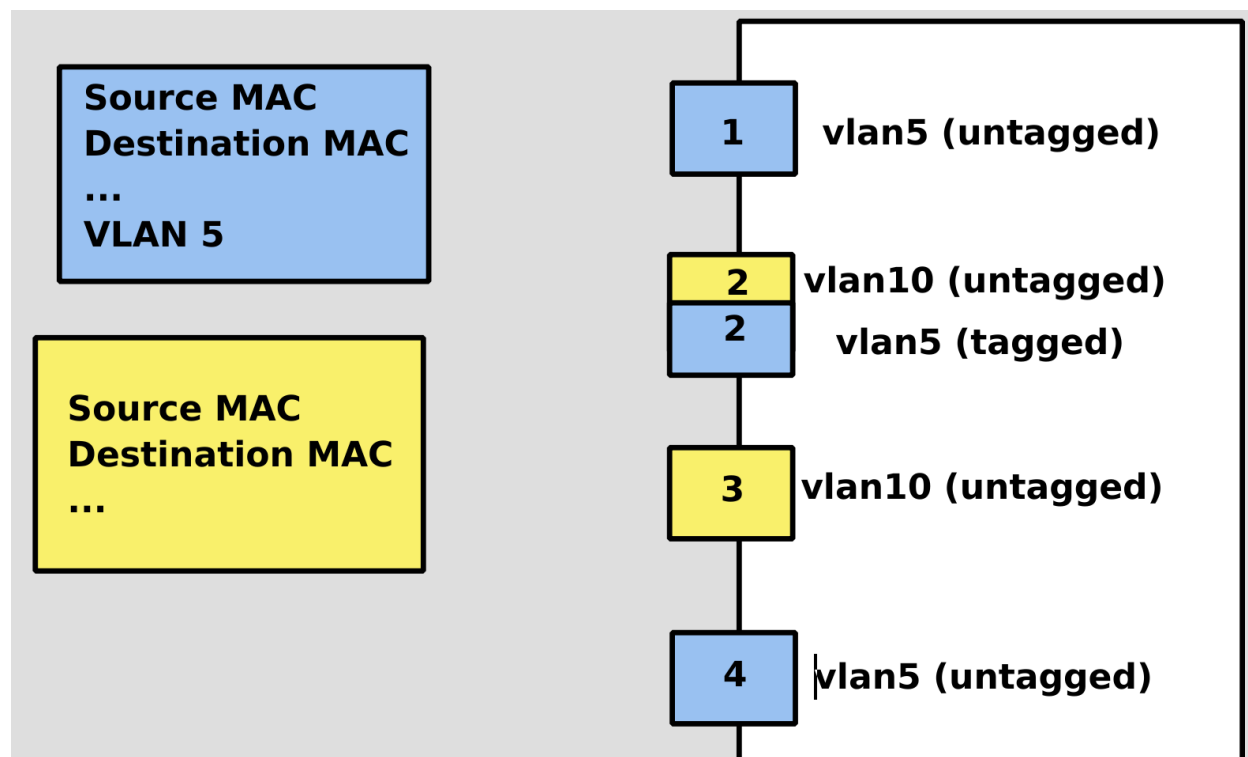 Source MAC
Destination MAC
...
VLAN 5
Source MAC
Destination MAC
...
1 vlan5 (untagged)
2 vlan10 (untagged)
2 vlan5 (tagged)
3 vlan10 (untagged)
4 vlan5 (untagged)